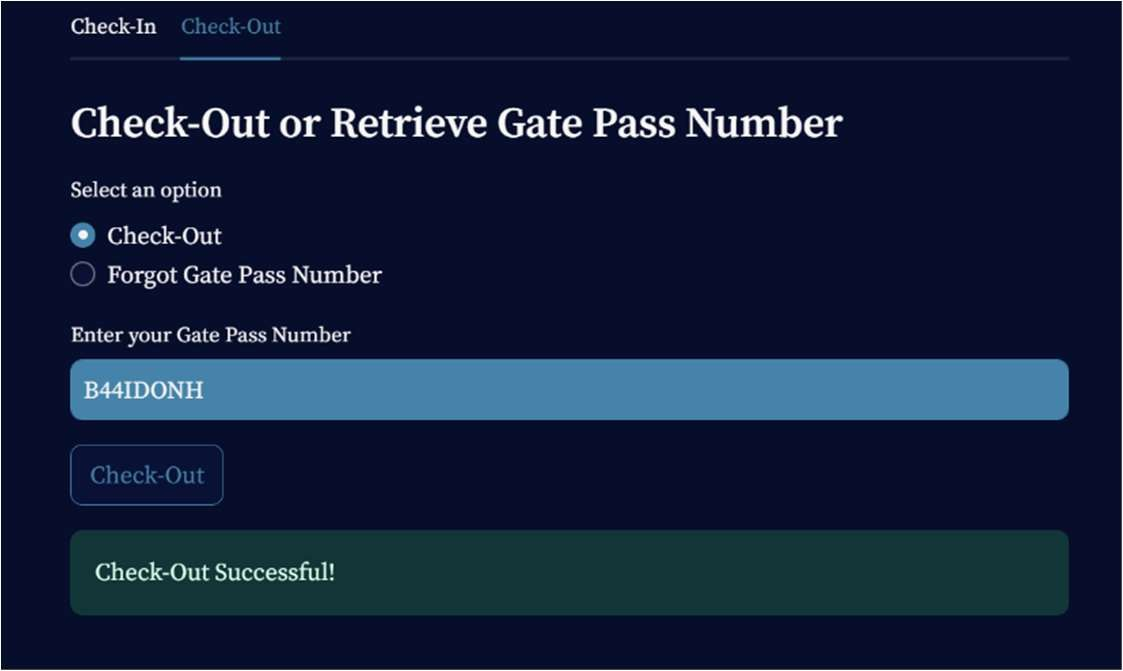 Check-In Check-Out
Check-Out or Retrieve Gate Pass Number
Select an option
Check-Out
Forgot Gate Pass Number
Enter your Gate Pass Number
B44IDONH
Check-Out
Check-Out Successful!